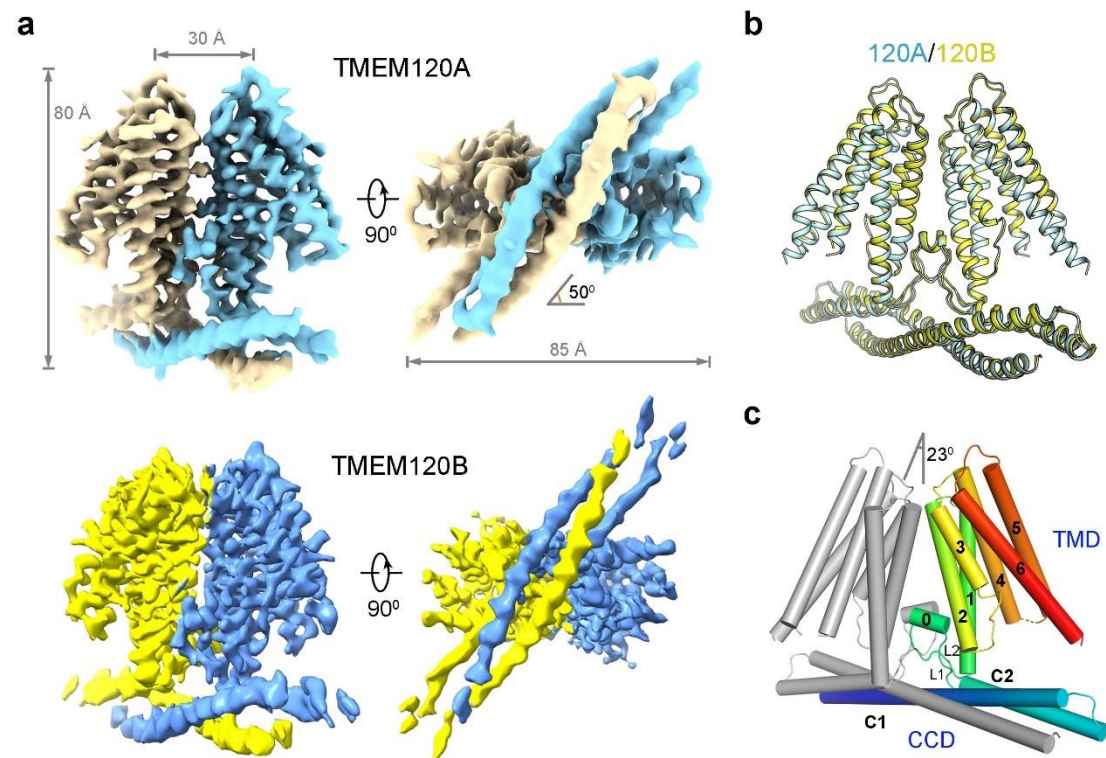 a
30 Å
TMEM120A
80 Å
90⁰
50⁰
85 Å
TMEM120B
90⁰
b
120A/120B
c
23⁰
TMD
5
3
6
4
1
2
0
L2
L1
C2
C1
CCD